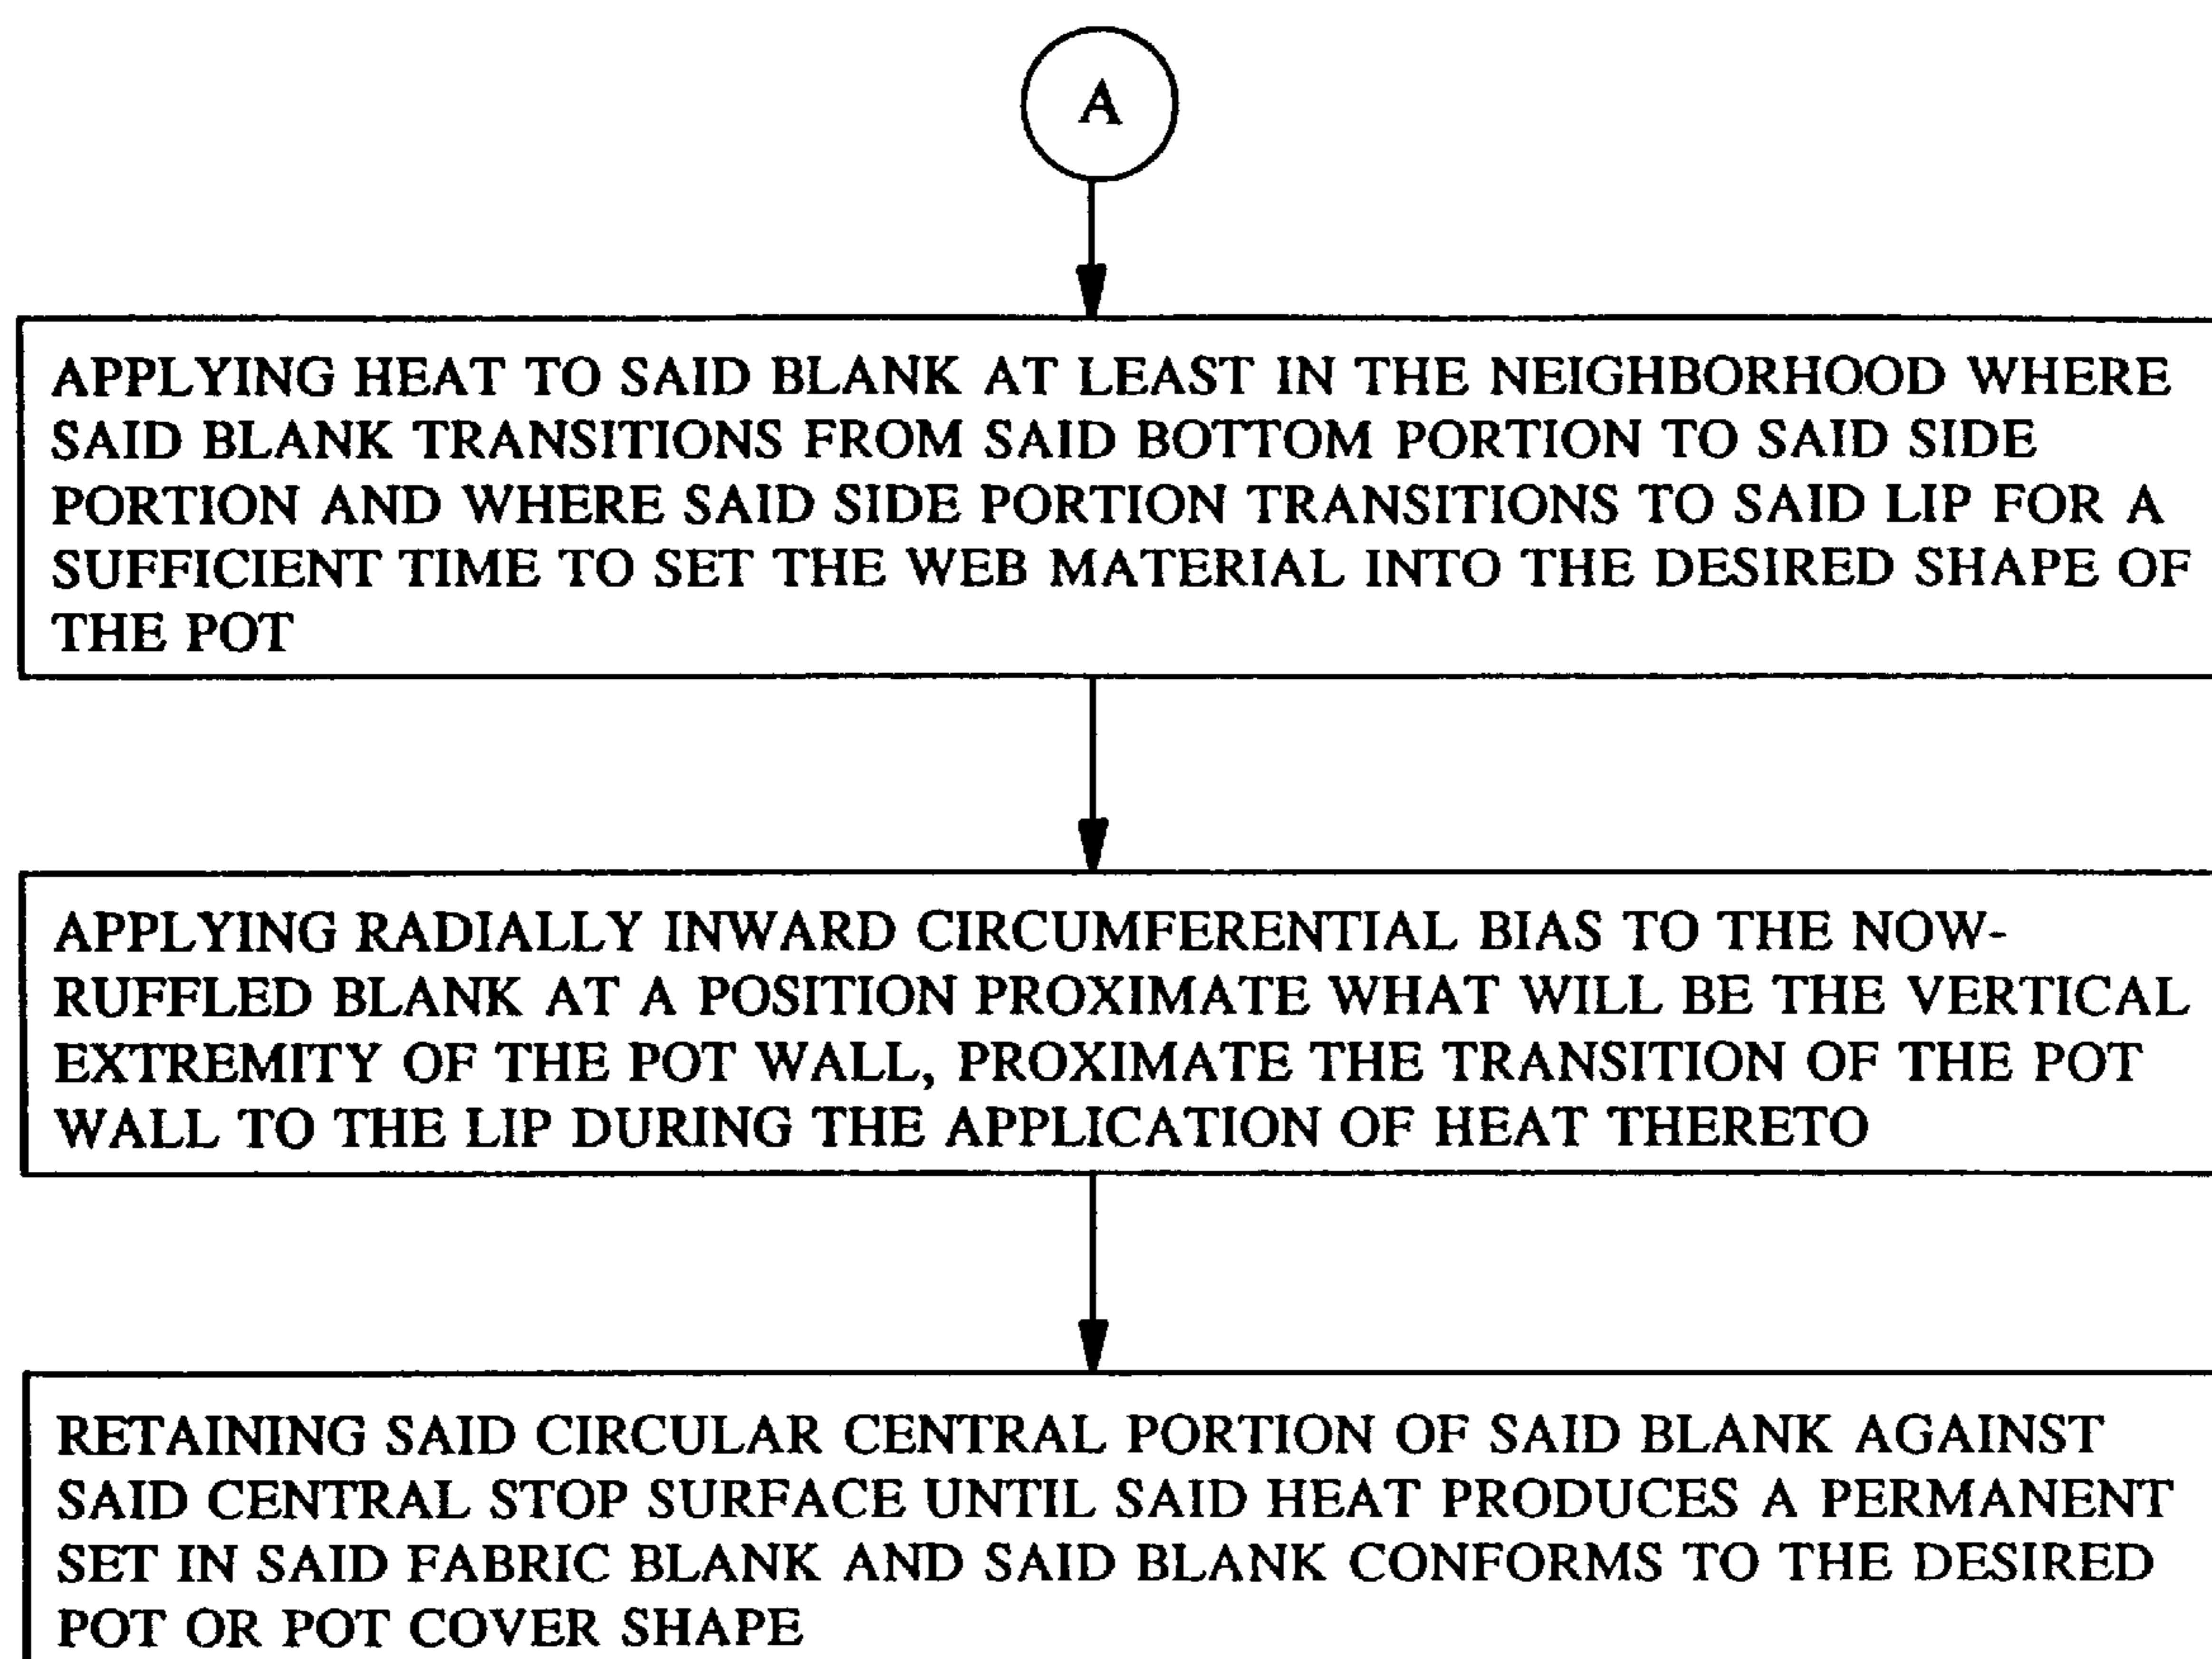 A
APPLYING HEAT TO SAID BLANK AT LEAST IN THE NEIGHBORHOOD WHERE
SAID BLANK TRANSITIONS FROM SAID BOTTOM PORTION TO SAID SIDE
PORTION AND WHERE SAID SIDE PORTION TRANSITIONS TO SAID LIP FOR A
SUFFICIENT TIME TO SET THE WEB MATERIAL INTO THE DESIRED SHAPE OF
THE POT
APPLYING RADIALLY INWARD CIRCUMFERENTIAL BIAS TO THE NOW-
RUFFLED BLANK AT A POSITION PROXIMATE WHAT WILL BE THE VERTICAL
EXTREMITY OF THE POT WALL, PROXIMATE THE TRANSITION OF THE POT
WALL TO THE LIP DURING THE APPLICATION OF HEAT THERETO
RETAINING SAID CIRCULAR CENTRAL PORTION OF SAID BLANK AGAINST
SAID CENTRAL STOP SURFACE UNTIL SAID HEAT PRODUCES A PERMANENT
SET IN SAID FABRIC BLANK AND SAID BLANK CONFORMS TO THE DESIRED
POT OR POT COVER SHAPE